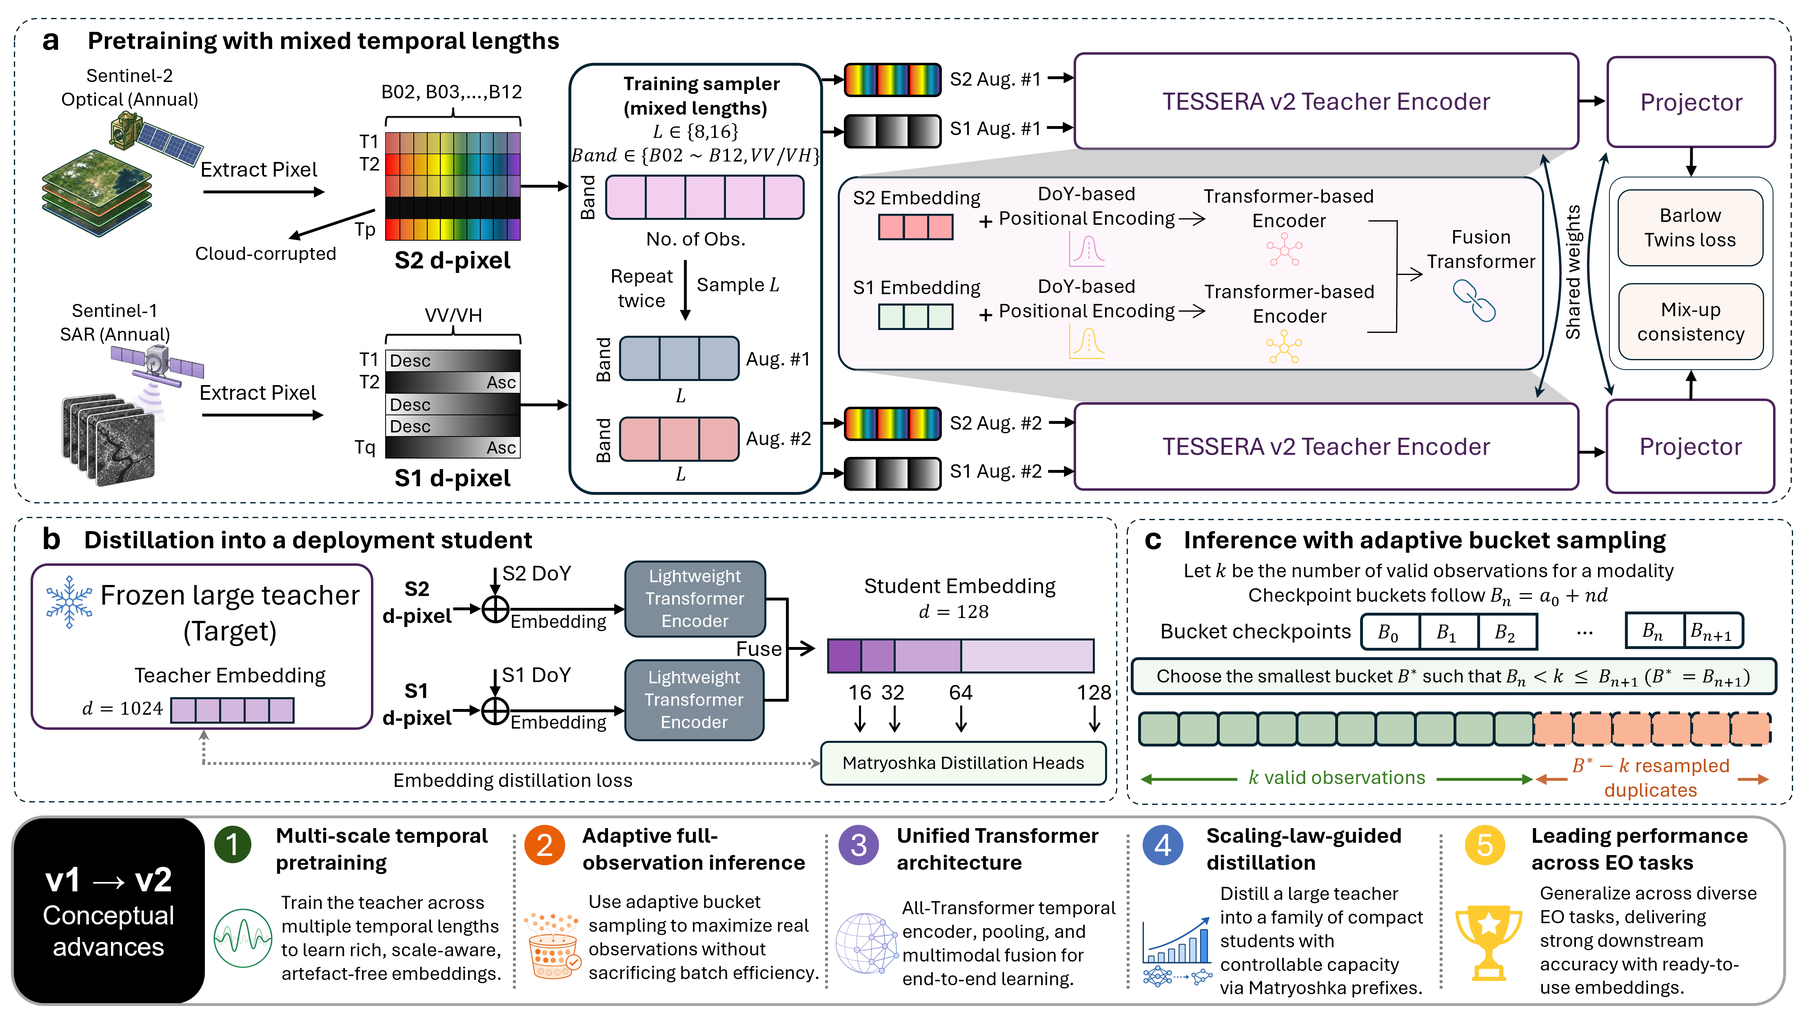 a Pretraining with mixed temporal lengths
Sentinel-2
Optical (Annual)
Extract Pixel
Cloud-corrupted
B02, B03,...,B12
T1
T2
Tp
S2 d-pixel
Sentinel-1
SAR (Annual)
Extract Pixel
VV/VH
T1
T2
Tq
Desc
Asc
Desc
Desc
Asc
S1 d-pixel
Training sampler
(mixed lengths)
L ∈ {8,16}
Band ∈ {B02 ~ B12, VV/VH}
Band
No. of Obs.
Repeat
twice
Sample L
Band
Aug. #1
L
Band
Aug. #2
L
S2 Aug. #1
S1 Aug. #1
TESSERA v2 Teacher Encoder
Projector
S2 Embedding
+
DoY-based
Positional Encoding
Transformer-based
Encoder
S1 Embedding
+
DoY-based
Positional Encoding
Transformer-based
Encoder
Fusion
Transformer
Shared weights
Barlow
Twins loss
Mix-up
consistency
S2 Aug. #2
S1 Aug. #2
TESSERA v2 Teacher Encoder
Projector
b Distillation into a deployment student
Frozen large teacher
(Target)
Teacher Embedding
d = 1024
S2
d-pixel
S2 DoY
Embedding
Lightweight
Transformer
Encoder
S1
d-pixel
S1 DoY
Embedding
Lightweight
Transformer
Encoder
Fuse
Student Embedding
d = 128
16 32 64 128
Matryoshka Distillation Heads
Embedding distillation loss
c Inference with adaptive bucket sampling
Let k be the number of valid observations for a modality
Checkpoint buckets follow Bₙ = a₀ + nd
Bucket checkpoints B₀ B₁ B₂ ... Bₙ Bₙ₊₁
Choose the smallest bucket B* such that Bₙ < k ≤ Bₙ₊₁ (B* = Bₙ₊₁)
k valid observations
B* − k resampled
duplicates
v1 → v2
Conceptual
advances
1 Multi-scale temporal
pretraining
Train the teacher across
multiple temporal lengths
to learn rich, scale-aware,
artefact-free embeddings.
2 Adaptive full-
observation inference
Use adaptive bucket
sampling to maximize real
observations without
sacrificing batch efficiency.
3 Unified Transformer
architecture
All-Transformer temporal
encoder, pooling, and
multimodal fusion for
end-to-end learning.
4 Scaling-law-guided
distillation
Distill a large teacher
into a family of compact
students with
controllable capacity
via Matryoshka prefixes.
5 Leading performance
across EO tasks
Generalize across diverse
EO tasks, delivering
strong downstream
accuracy with ready-to-
use embeddings.